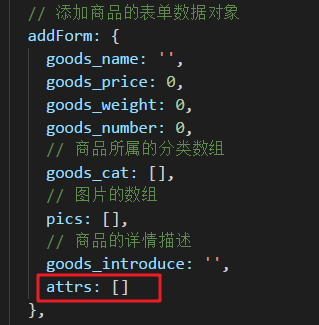 // 添加商品的表单数据对象
addForm: {
goods_name: '',
goods_price: 0,
goods_weight: 0,
goods_number: 0,
// 商品所属的分类数组
goods_cat: [],
// 图片的数组
pics: [],
// 商品的详情描述
goods_introduce: '',
attrs: []
},